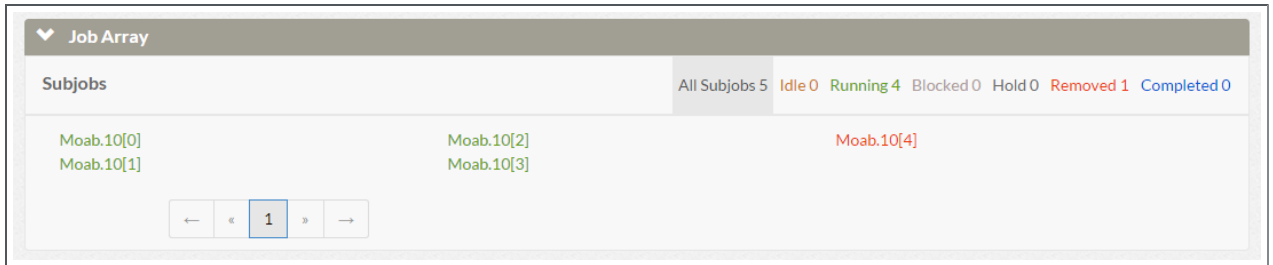 Job Array
Subjobs
All Subjobs 5 Idle 0 Running 4 Blocked 0 Hold 0 Removed 1 Completed 0
Moab.10[0] Moab.10[2] Moab.10[4]
Moab.10[1] Moab.10[3]
← « 1 » →